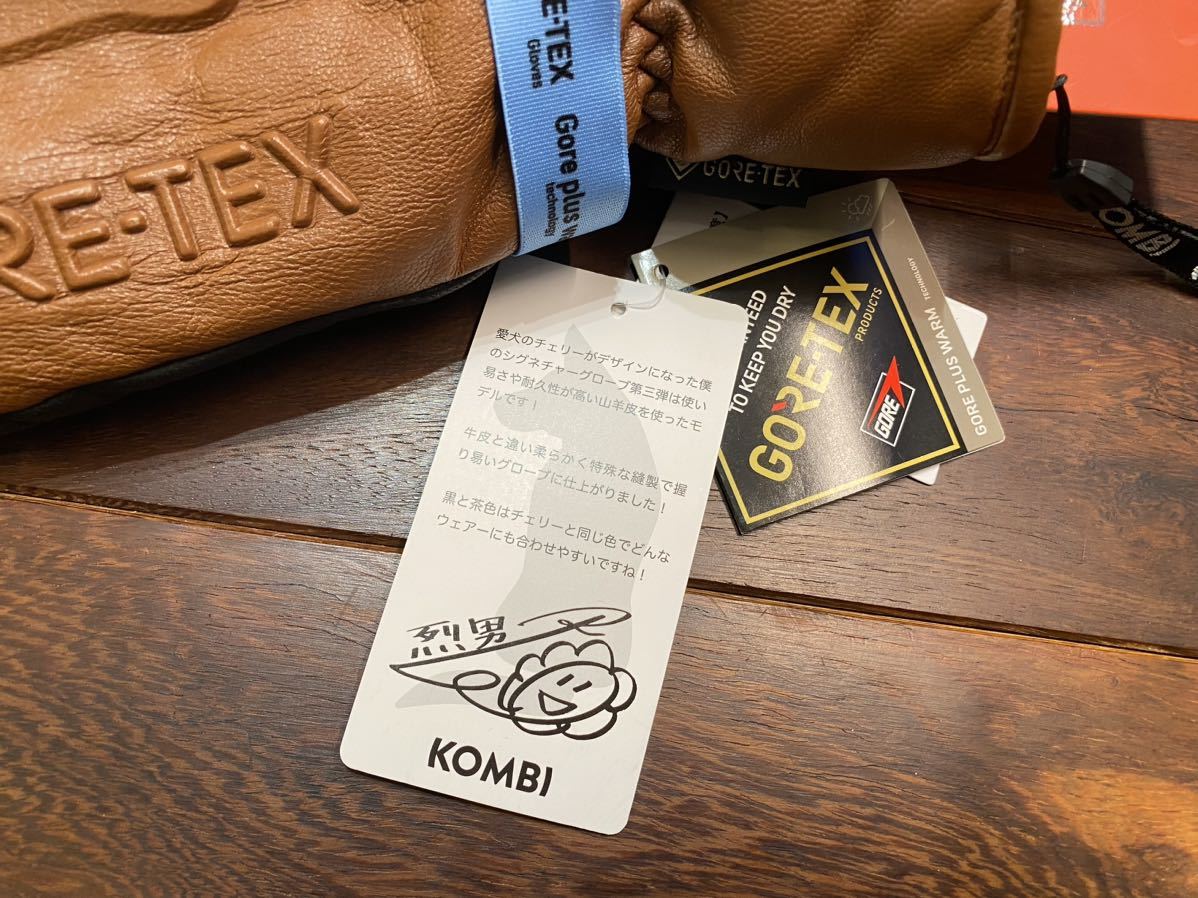 RE-TEX
RE-TEX
Gloves
Gore plus W
technology
GORE-TEX
愛犬のチェリーがデザインになった僕
のシグネチャーグローブ第三弾は使い
易さや耐久性が高い山羊皮を使ったモ
デルです！
牛皮と違い柔らかく特殊な縫製で握
り易いグローブに仕上がりました！
黒と茶色はチェリーと同じ色でどんな
ウェアーにも合わせやすいですね！
烈男
KOMBI
TO KEEP YOU DRY
GORE-TEX
PRODUCTS
GORE
GORE PLUS WARM TECHNOLOGY
OMB